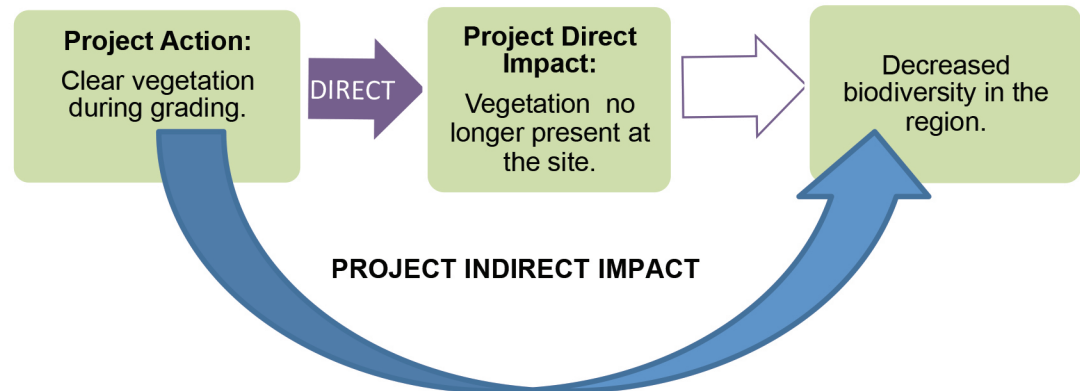 Project Action:
Clear vegetation
during grading.
DIRECT
Project Direct
Impact:
Vegetation no
longer present at
the site.
Decreased
biodiversity in the
region.
PROJECT INDIRECT IMPACT